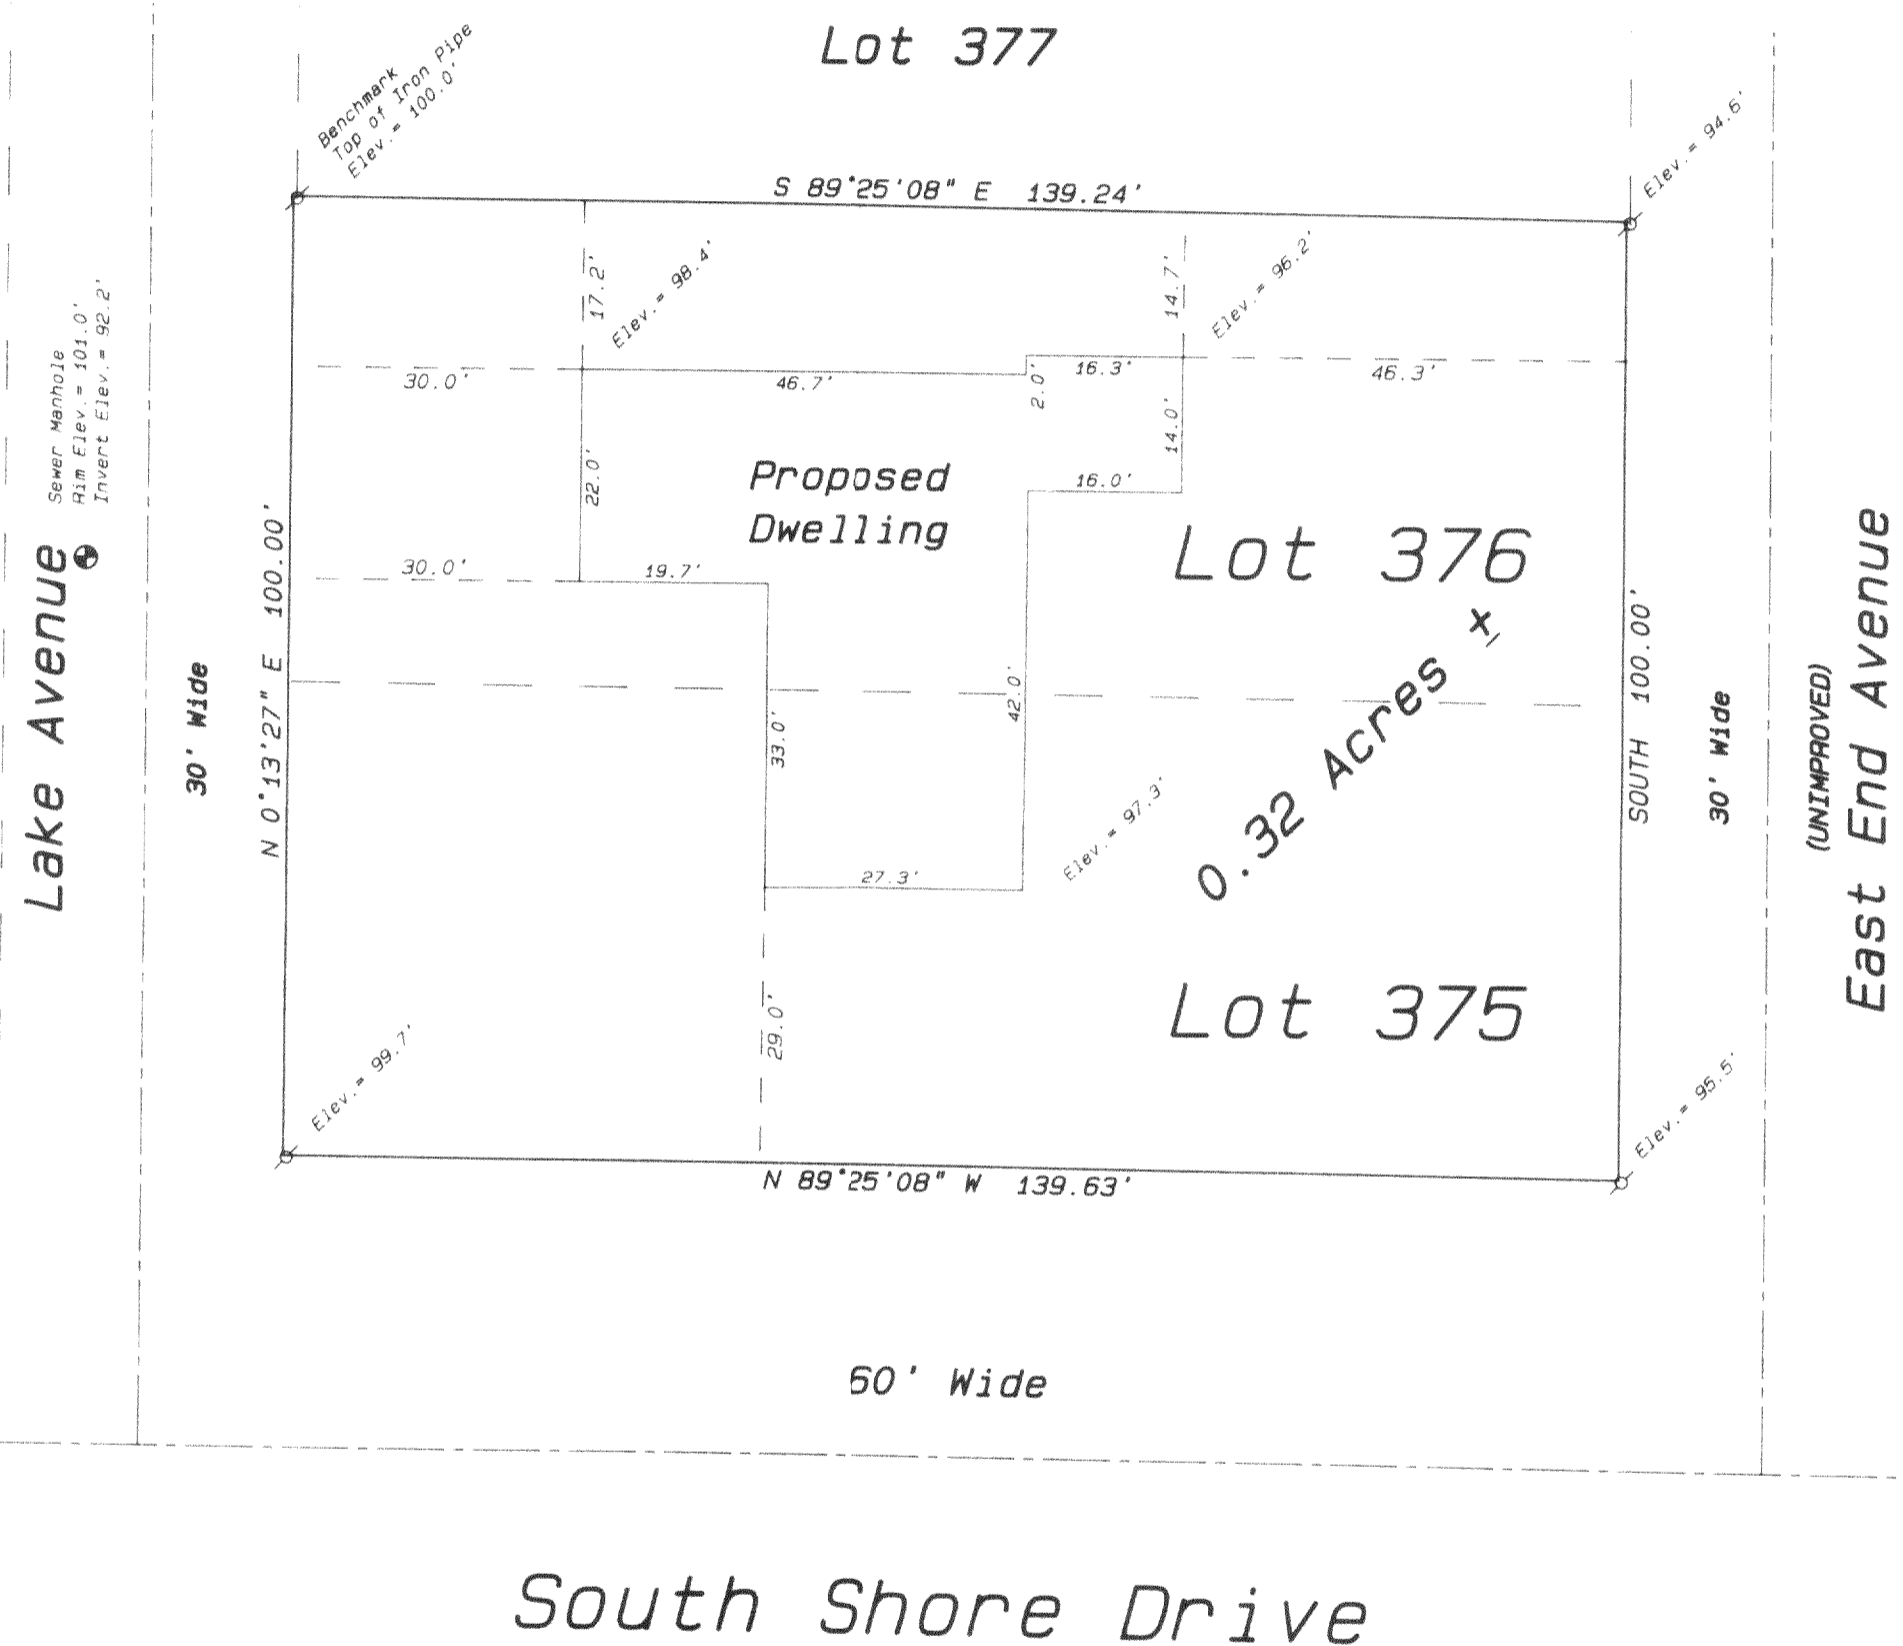 Lot 377
Benchmark
Top of Iron Pipe
Elev. = 100.0'
Elev. = 94.6'
S 89°25'08" E 139.24'
17.2'
Elev. = 98.4'
14.7'
Elev. = 96.2'
Sewer Manhole
Rim Elev. = 101.0'
Invert Elev. = 92.2'
30.0'
46.7'
2.0'
16.3'
46.3'
14.0'
22.0'
Proposed
Dwelling
16.0'
Lot 376
30.0'
19.7'
Lake Avenue
30' Wide
N 0°13'27" E 100.00'
33.0'
42.0'
0.32 Acres ±
SOUTH 100.00'
30' Wide
(UNIMPROVED)
East End Avenue
Elev. = 97.3'
27.3'
29.0'
Lot 375
Elev. = 99.7'
Elev. = 95.5'
N 89°25'08" W 139.63'
60' Wide
South Shore Drive